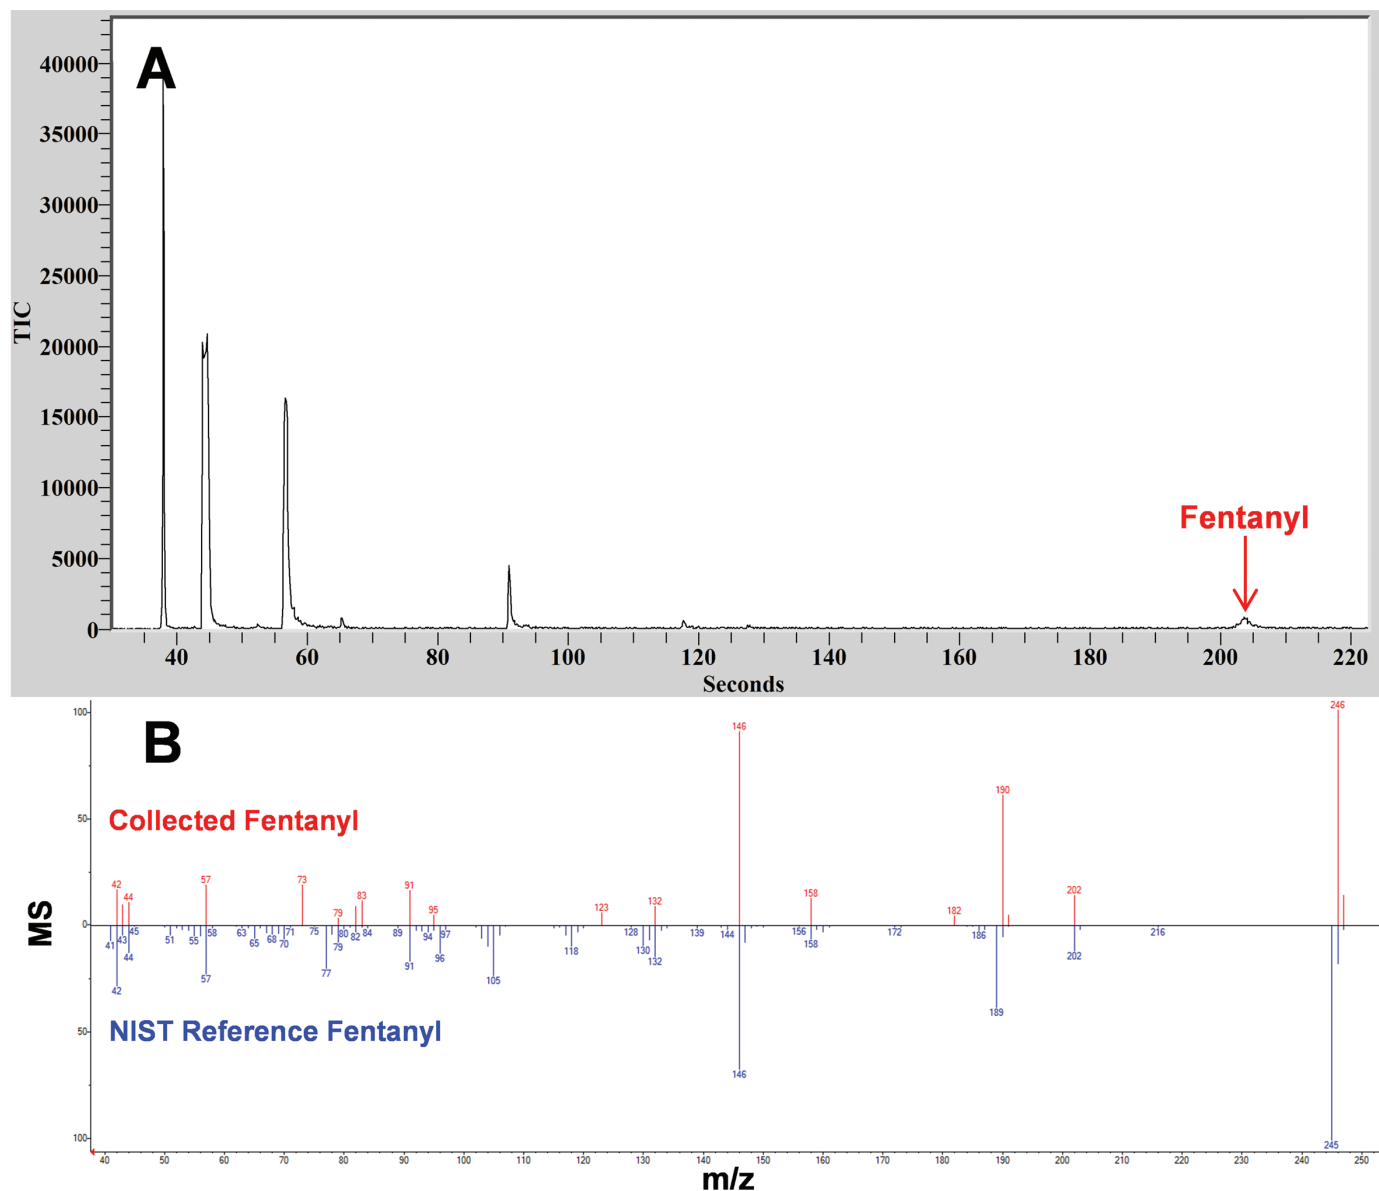 A
40000
35000
30000
25000
20000
15000
10000
5000
0
TIC
Fentanyl
40 60 80 100 120 140 160 180 200 220
Seconds
B
100
50
0
50
100
MS
Collected Fentanyl
246
146
190
42 44 57 73 79 83 91 95 123 132 158 182 202
NIST Reference Fentanyl
45 51 55 58 63 68 71 75 80 84 89 94 97 128 139 144 156 172 186 216
41 43 65 70 79 82 130 158
44 96 118 132 202
42 57 77 91 105
189
146
245
40 50 60 70 80 90 100 110 120 130 140 150 160 170 180 190 200 210 220 230 240 250
m/z